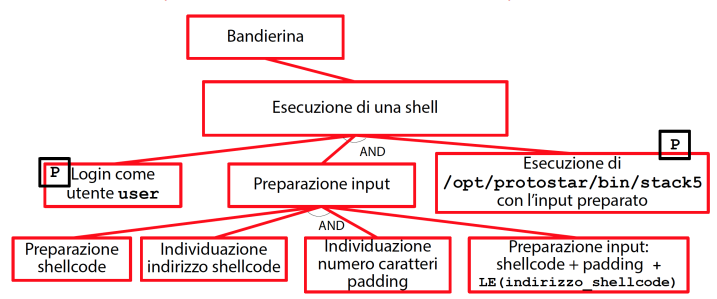 Bandierina
Esecuzione di una shell
AND
P
P
Login come
utente user
Preparazione input
Esecuzione di
/opt/protostar/bin/stack5
con l'input preparato
AND
Preparazione
shellcode
Individuazione
indirizzo shellcode
Individuazione
numero caratteri
padding
Preparazione input:
shellcode + padding +
LE(indirizzo_shellcode)